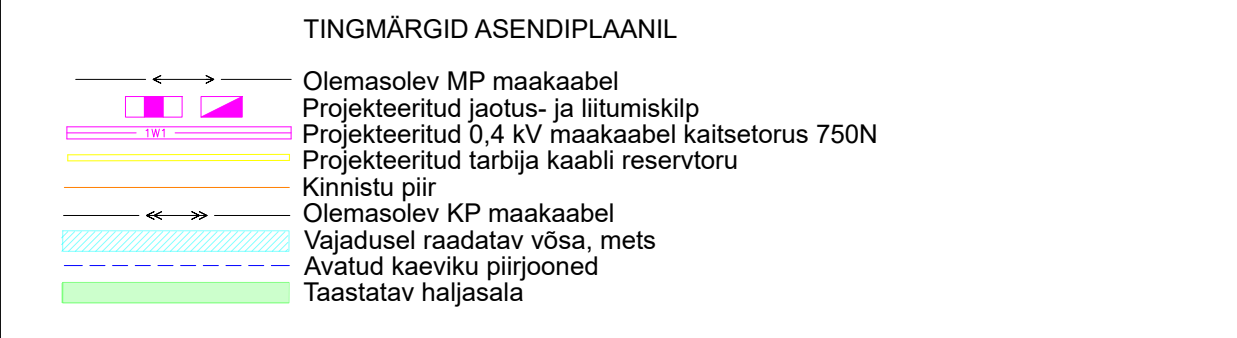 TINGMÄRGID ASENDIPLAANIL
Olemasolev MP maakaabel
Projekteeritud jaotus- ja liitumiskilp
1W1 Projekteeritud 0,4 kV maakaabel kaitsetorus 750N
Projekteeritud tarbija kaabli reservtoru
Kinnistu piir
Olemasolev KP maakaabel
Vajadusel raadatav võsa, mets
Avatud kaeviku piirjooned
Taastatav haljasala